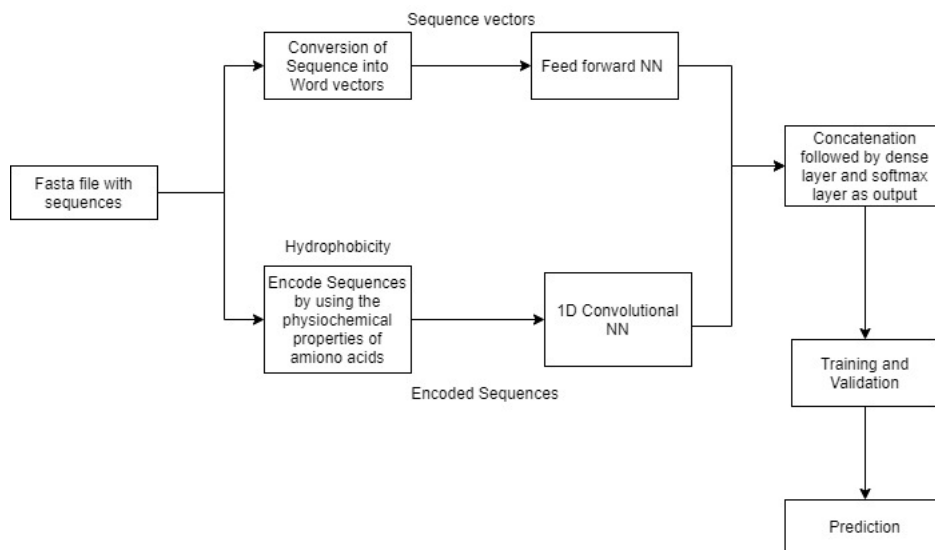 Sequence vectors
Conversion of
Sequence into
Word vectors
Feed forward NN
Concatenation
followed by dense
layer and softmax
layer as output
Fasta file with
sequences
Hydrophobicity
Encode Sequences
by using the
physiochemical
properties of
amiono acids
1D Convolutional
NN
Encoded Sequences
Training and
Validation
Prediction